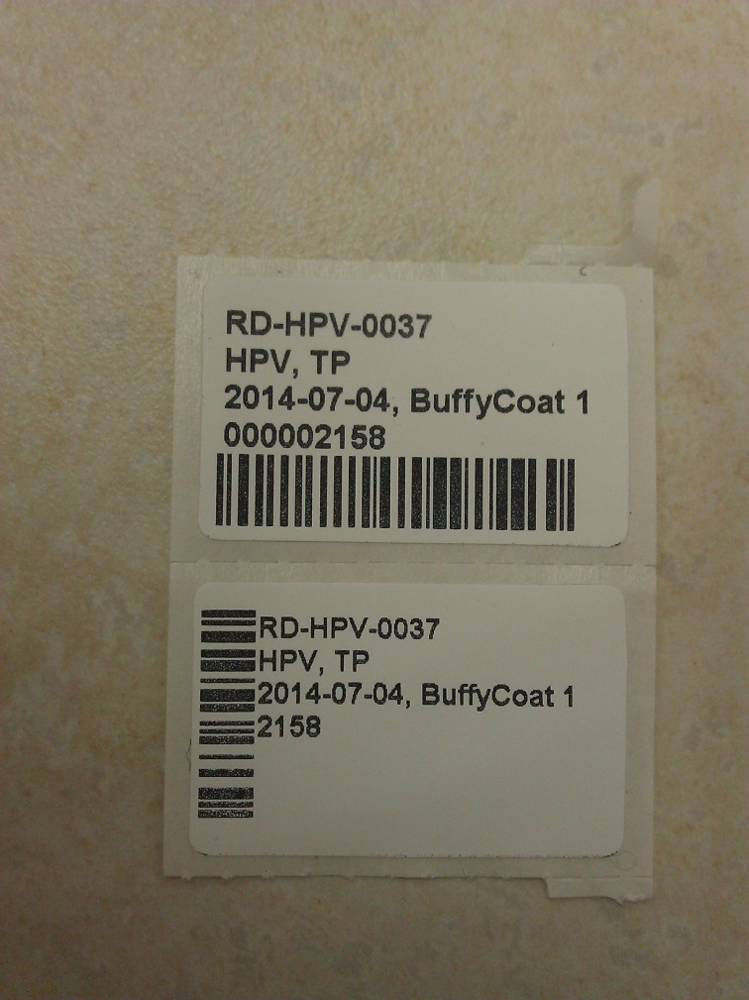 RD-HPV-0037
HPV, TP
2014-07-04, BuffyCoat 1
000002158
RD-HPV-0037
HPV, TP
2014-07-04, BuffyCoat 1
2158